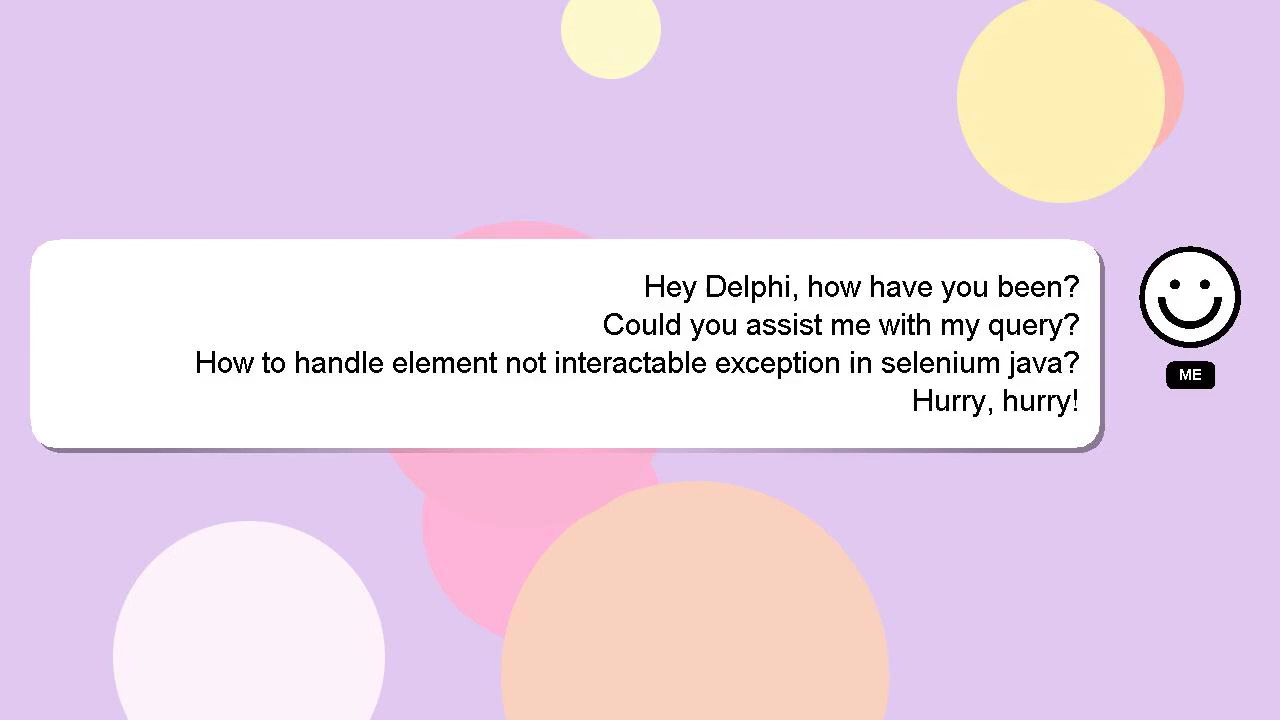 Hey Delphi, how have you been?
Could you assist me with my query?
How to handle element not interactable exception in selenium java?
Hurry, hurry!
ME